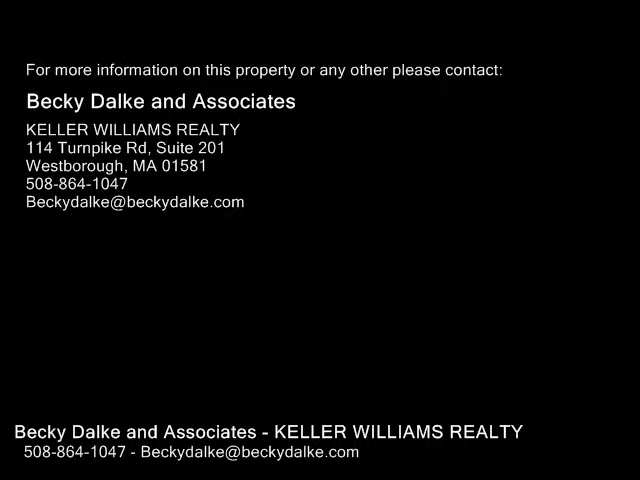 For more information on this property or any other please contact:
Becky Dalke and Associates
KELLER WILLIAMS REALTY
114 Turnpike Rd, Suite 201
Westborough, MA 01581
508-864-1047
Beckydalke@beckydalke.com
Becky Dalke and Associates - KELLER WILLIAMS REALTY
508-864-1047 - Beckydalke@beckydalke.com